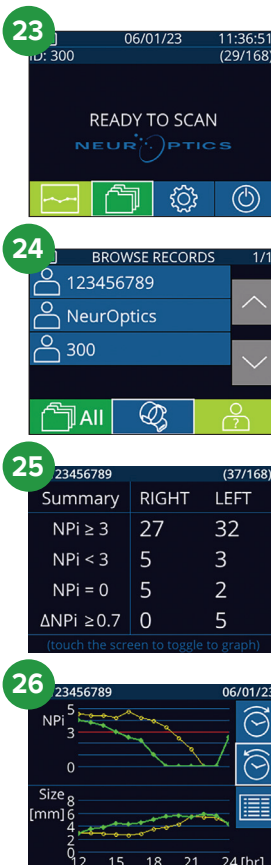 23
06/01/23 11:36:51
ID: 300 (29/168)
READY TO SCAN
NEUROPTICS
24
BROWSE RECORDS 1/1
123456789
NeurOptics
300
All
?
25
123456789 (37/168)
Summary RIGHT LEFT
NPi ≥ 3 27 32
NPi < 3 5 3
NPi = 0 5 2
ΔNPi ≥ 0.7 0 5
(touch the screen to toggle to graph)
26
123456789 06/01/23
NPi 5
3
0
Size 8
[mm] 6
4
2
0
12 15 18 21 24 [hr]